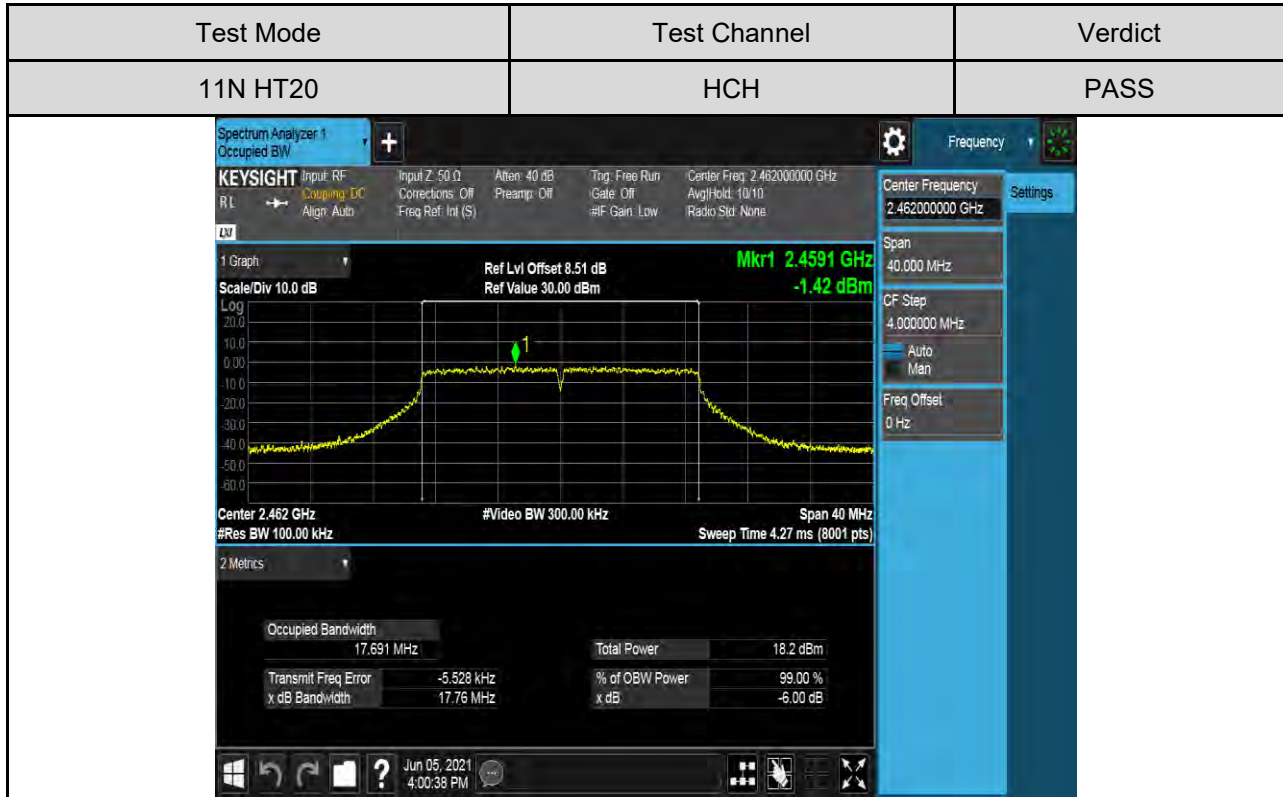 Test Mode Test Channel Verdict
11N HT20 HCH PASS
Spectrum Analyzer 1
Occupied BW
+
Frequency
KEYSIGHT Input: RF Input Z: 50 Ω Atten: 40 dB Trig: Free Run Center Freq: 2.462000000 GHz
RL Coupling: DC Corrections: Off Preamp: Off Gate: Off Avg|Hold: 10/10
Align: Auto Freq Ref: Int (S) #IF Gain: Low Radio Std: None
LXI
Center Frequency
2.462000000 GHz
Settings
Span
40.000 MHz
CF Step
4.000000 MHz
Auto
Man
Freq Offset
0 Hz
1 Graph Ref Lvl Offset 8.51 dB Mkr1 2.4591 GHz
Scale/Div 10.0 dB Ref Value 30.00 dBm -1.42 dBm
Log
20.0
10.0
0.00
-10.0
-20.0
-30.0
-40.0
-50.0
-60.0
1
Center 2.462 GHz #Video BW 300.00 kHz Span 40 MHz
#Res BW 100.00 kHz Sweep Time 4.27 ms (8001 pts)
2 Metrics
Occupied Bandwidth
17.691 MHz Total Power 18.2 dBm
Transmit Freq Error -5.528 kHz % of OBW Power 99.00 %
x dB Bandwidth 17.76 MHz x dB -6.00 dB
? Jun 05, 2021
4:00:38 PM